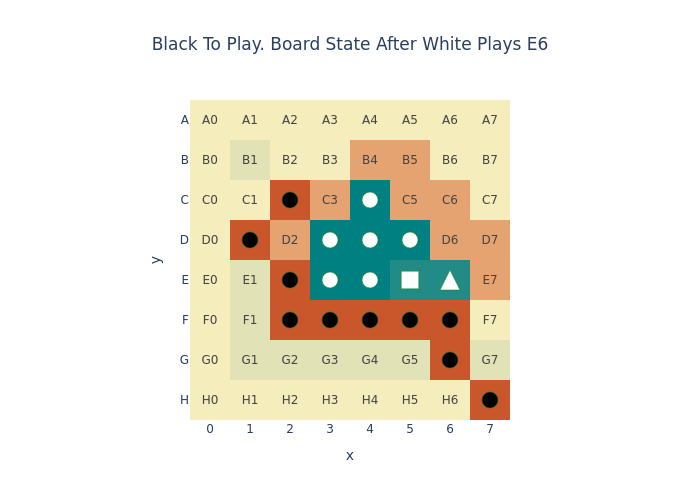 Black To Play. Board State After White Plays E6
A A0 A1 A2 A3 A4 A5 A6 A7
B B0 B1 B2 B3 B4 B5 B6 B7
C C0 C1 C3 C5 C6 C7
D D0 D2 D6 D7
y
E E0 E1 E7
F F0 F1 F7
G G0 G1 G2 G3 G4 G5 G7
H H0 H1 H2 H3 H4 H5 H6
0 1 2 3 4 5 6 7
x